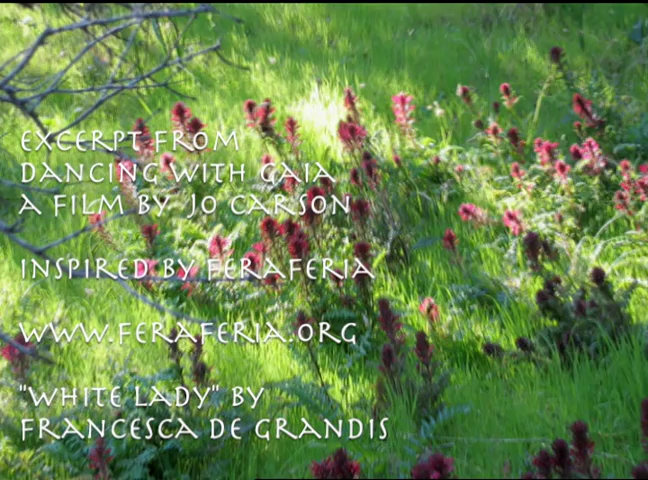 EXCERPT FROM
DANCING WITH GAIA
A FILM BY JO CARSON
INSPIRED BY FERAFERIA
WWW.FERAFERIA.ORG
"WHITE LADY" BY
FRANCESCA DE GRANDIS